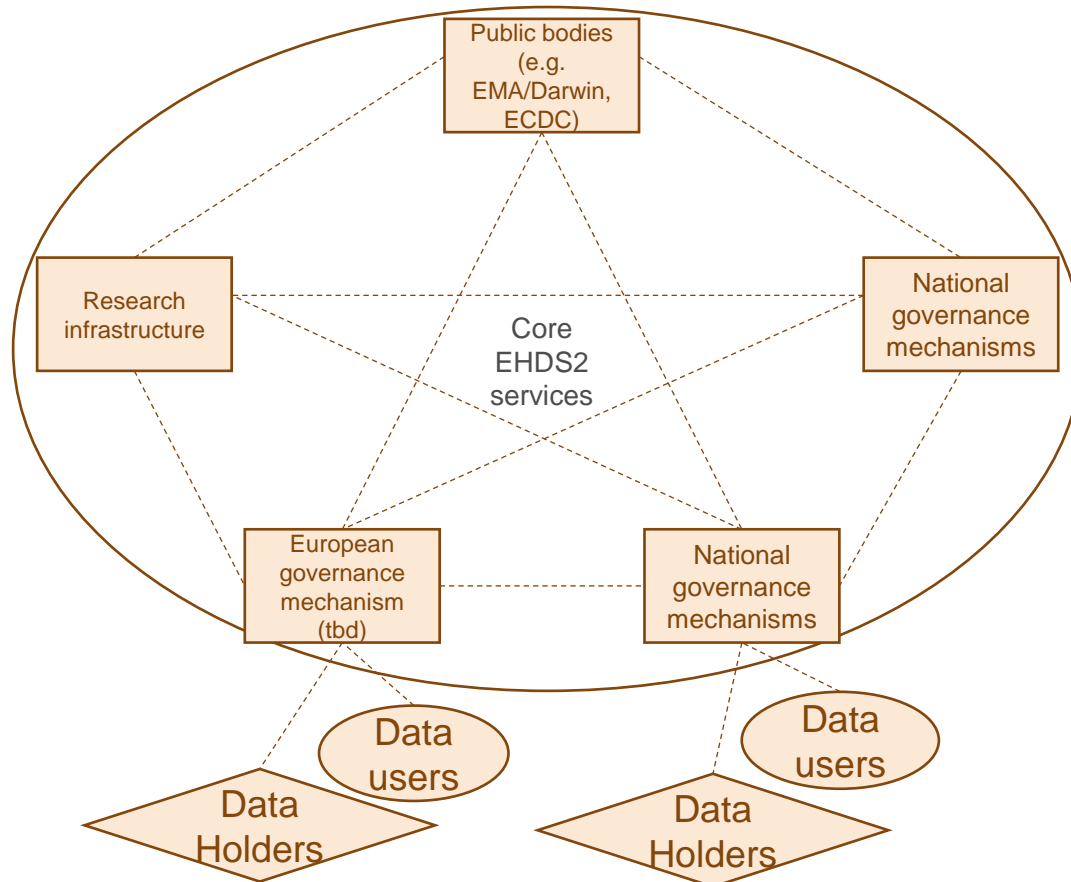 Public bodies
(e.g.
EMA/Darwin,
ECDC)
Research
infrastructure
National
governance
mechanisms
Core
EHDS2
services
European
governance
mechanism
(tbd)
National
governance
mechanisms
Data
users
Data
users
Data
Holders
Data
Holders